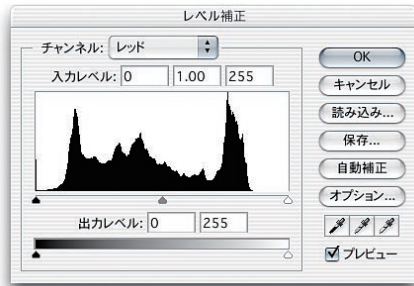 レベル補正
チャンネル: レッド
入力レベル: 0 1.00 255
出力レベル: 0 255
OK
キャンセル
読み込み...
保存...
自動補正
オプション...
プレビュー